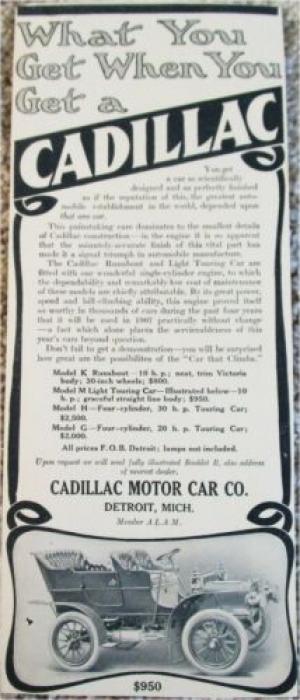 What You
Get When You
Get a
CADILLAC
You get
a car so scientifically
designed and so perfectly finished
as if the reputation of this, the greatest auto-
mobile establishment in the world, depended upon
that one car.
This painstaking care dominates to the smallest details
of Cadillac construction—in the engine it is so apparent
that the minutely-accurate finish of this vital part has
made it a signal triumph in automobile manufacture.
The Cadillac Runabout and Light Touring Car are
fitted with our wonderful single-cylinder engine, to which
the dependability and remarkably low cost of maintenance
of these models are chiefly attributable. By its great power,
speed and hill-climbing ability, this engine proved itself
so worthy in thousands of cars during the past four years
that it will be used in 1907 practically without change
—a fact which alone places the serviceableness of this
year's cars beyond question.
Don't fail to get a demonstration—you will be surprised
how great are the possibilities of the "Car that Climbs."
Model K Runabout—10 h. p.; neat, trim Victoria
body; 30-inch wheels; $800.
Model M Light Touring Car—Illustrated below—10
h. p.; graceful straight line body; $950.
Model H—Four-cylinder, 30 h. p. Touring Car;
$2,500.
Model G—Four-cylinder, 20 h. p. Touring Car;
$2,000.
All prices F.O.B. Detroit; lamps not included.
Upon request we will send fully illustrated Booklet R, also address
of nearest dealer.
CADILLAC MOTOR CAR CO.
DETROIT, MICH.
Member A L A M.
$950